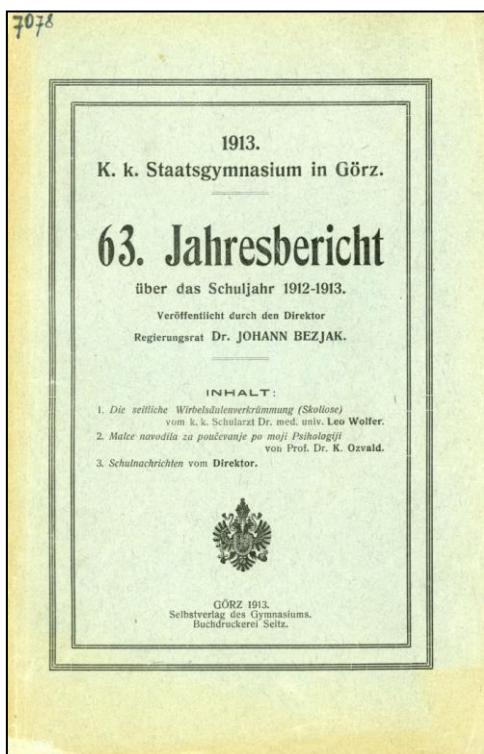 7078
1913.
K. k. Staatsgymnasium in Görz.
63. Jahresbericht
über das Schuljahr 1912-1913.
Veröffentlicht durch den Direktor
Regierungsrat Dr. JOHANN BEZJAK.
INHALT:
1. Die seitliche Wirbelsäulenverkrümmung (Skoliose)
vom k. k. Schularzt Dr. med. univ. Leo Wolfer.
2. Malce navodila za poučevanje po moji Psihologiji
von Prof. Dr. K. Ozvald.
3. Schulnachrichten vom Direktor.
GÖRZ 1913.
Selbstverlag des Gymnasiums.
Buchdruckerei Seitz.